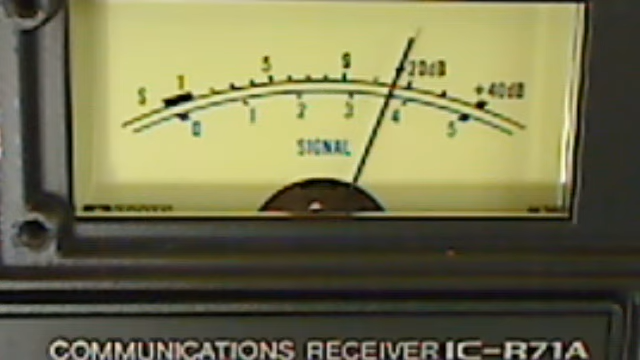 S 1 5 9 20dB +40dB
0 1 2 3 4 5
SIGNAL
COMMUNICATIONS RECEIVER IC-R71A